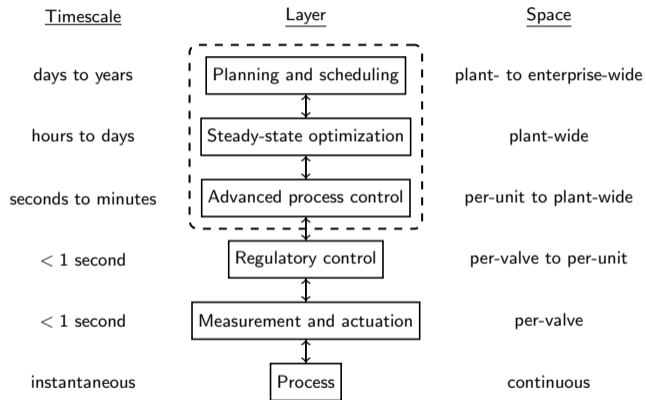 Timescale Layer Space
days to years Planning and scheduling plant- to enterprise-wide
hours to days Steady-state optimization plant-wide
seconds to minutes Advanced process control per-unit to plant-wide
< 1 second Regulatory control per-valve to per-unit
< 1 second Measurement and actuation per-valve
instantaneous Process continuous